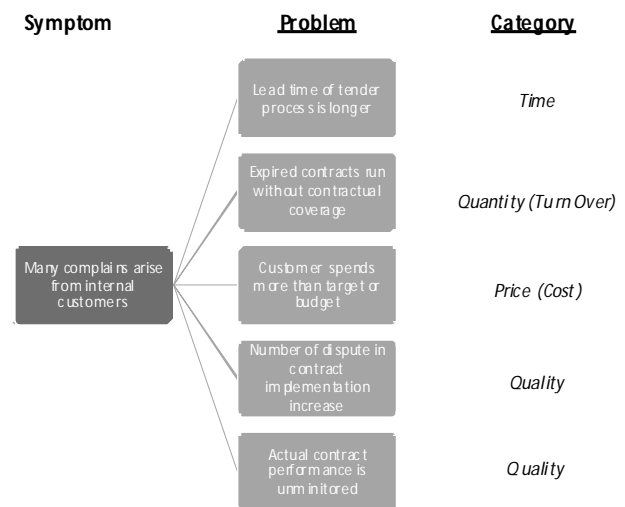 Symptom
Problem
Category
Lead time of tender
process is longer
Time
Expired contracts run
without contractual
coverage
Quantity (Turn Over)
Many complains arise
from internal
customers
Customer spends
more than target or
budget
Price (Cost)
Number of dispute in
contract
implementation
increase
Quality
Actual contract
performance is
unminitored
Quality